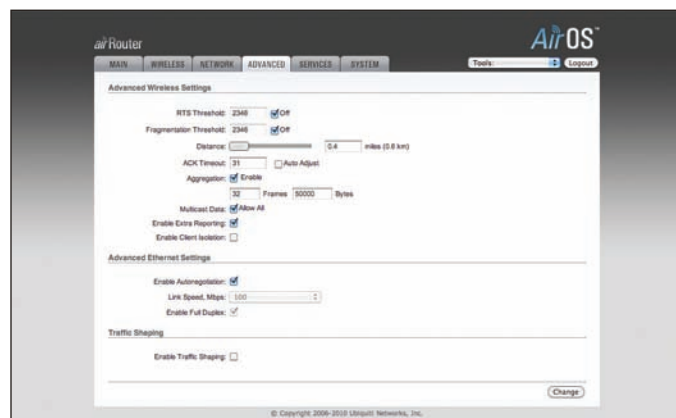 airRouter
AirOS™
MAIN WIRELESS NETWORK ADVANCED SERVICES SYSTEM Tools: Logout
Advanced Wireless Settings
RTS Threshold: 2346 Off
Fragmentation Threshold: 2346 Off
Distance: 0.4 miles (0.6 km)
ACK Timeout: 31 Auto Adjust
Aggregation: Enable
32 Frames 50000 Bytes
Multicast Data: Allow All
Enable Extra Reporting:
Enable Client Isolation:
Advanced Ethernet Settings
Enable Autonegotiation:
Link Speed, Mbps: 100
Enable Full Duplex:
Traffic Shaping
Enable Traffic Shaping:
Change
© Copyright 2006-2010 Ubiquiti Networks, Inc.